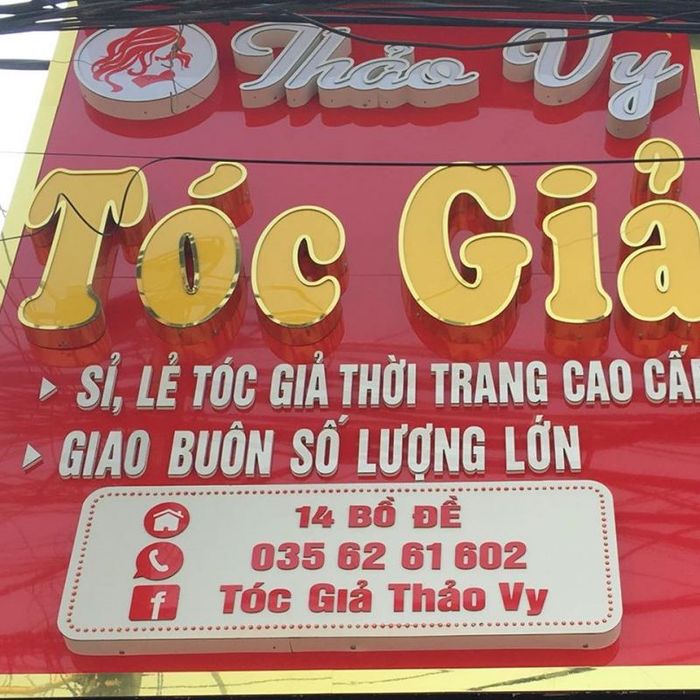 Thảo Vy
Tóc Giả
SỈ, LẺ TÓC GIẢ THỜI TRANG CAO CẤP
GIAO BUÔN SỐ LƯỢNG LỚN
14 BỒ ĐỀ
035 62 61 602
Tóc Giả Thảo Vy